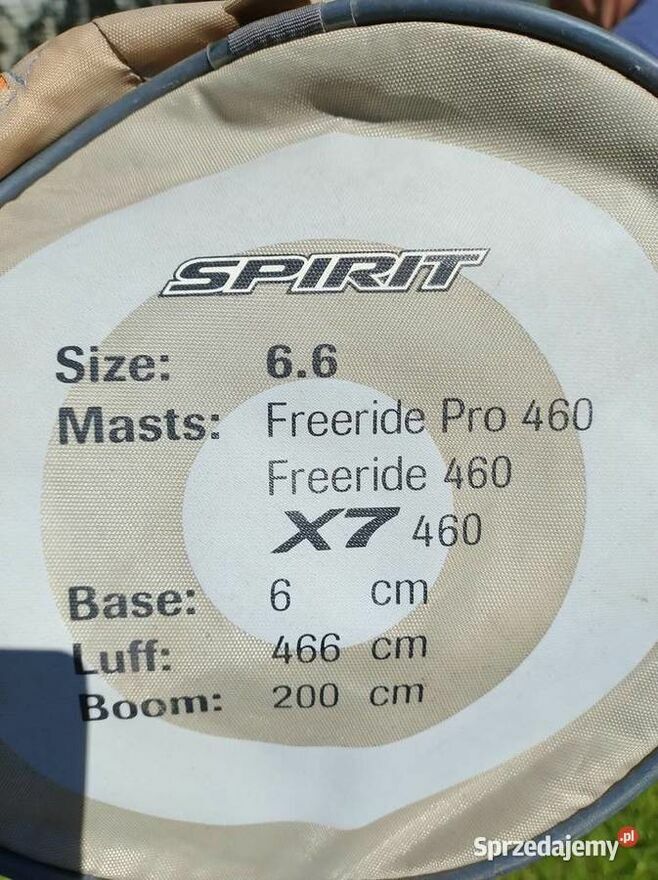 SPIRIT
Size: 6.6
Masts: Freeride Pro 460
Freeride 460
X7 460
Base: 6 cm
Luff: 466 cm
Boom: 200 cm
Sprzedajemy.pl